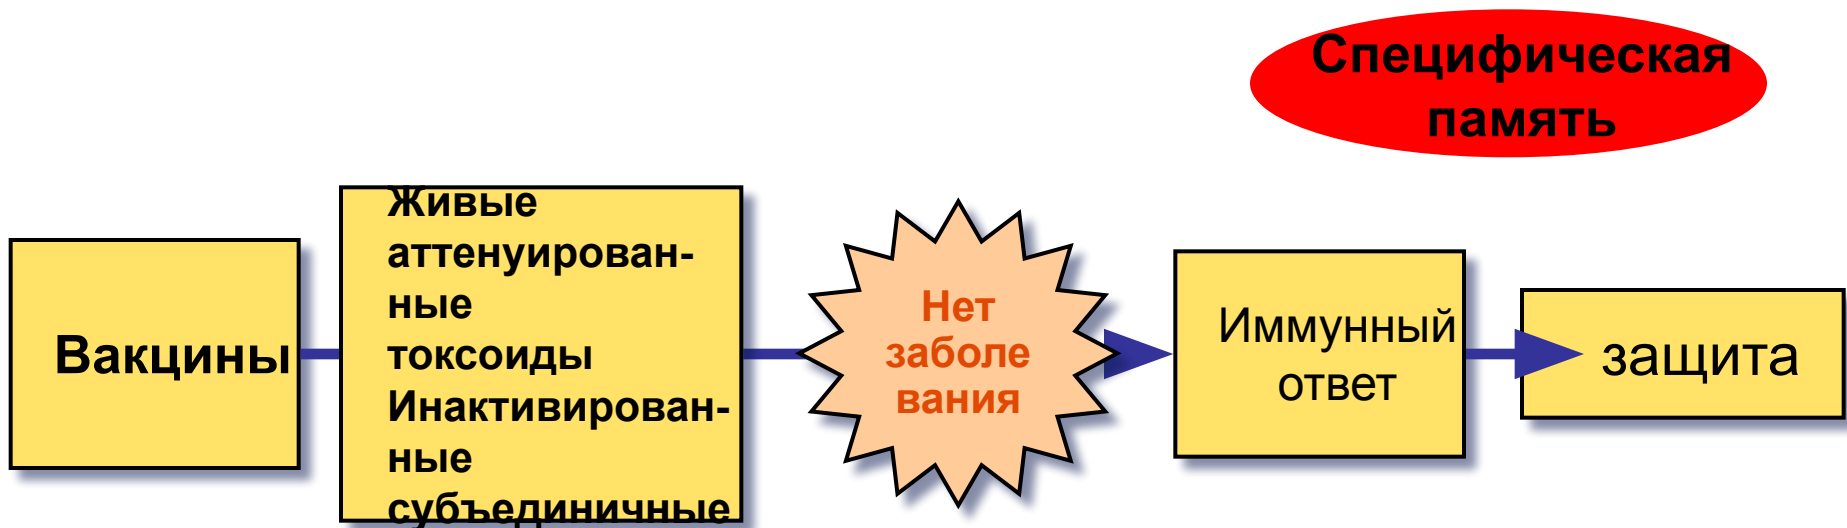 Специфическая
память
Вакцины
Живые
аттенуирован-
ные
токсоиды
Инактивирован-
ные
субъединичные
Нет
заболе
вания
Иммунный
ответ
защита